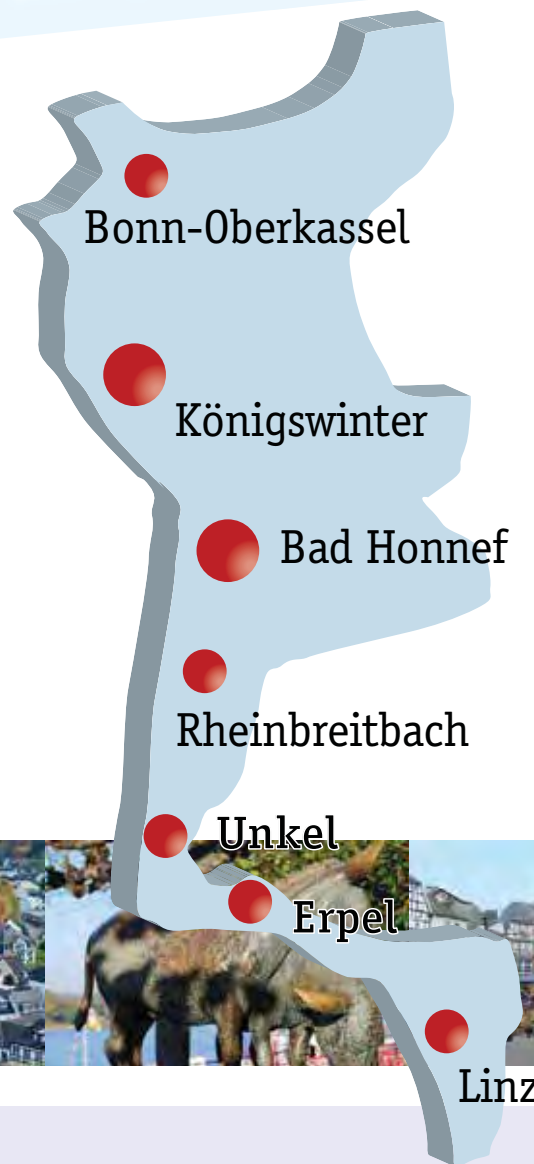 Bonn-Oberkassel
Königswinter
Bad Honnef
Rheinbreitbach
Unkel
Erpel
Linz